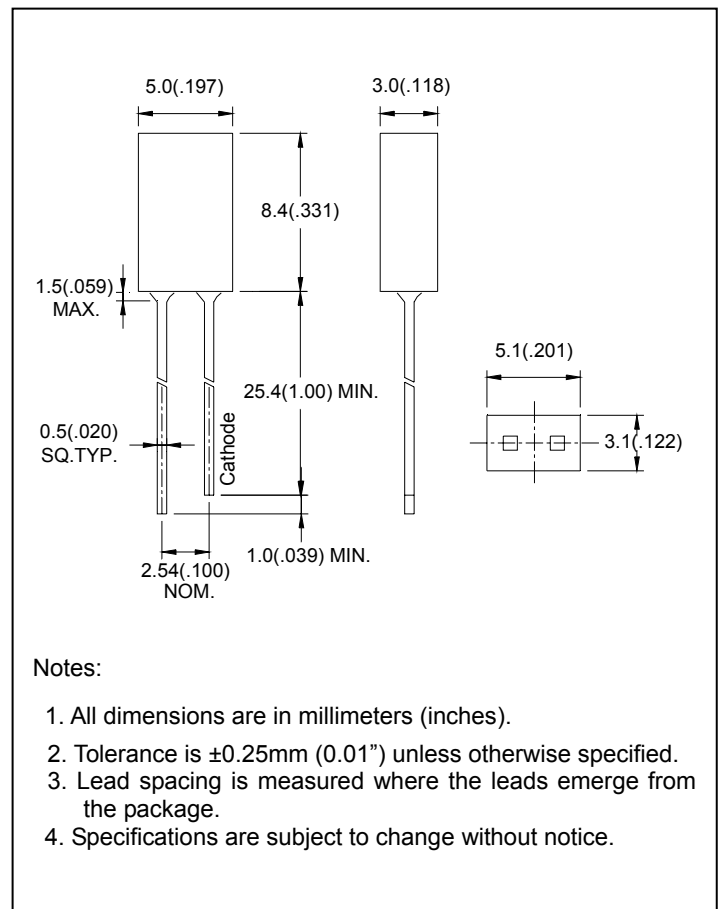 5.0(.197)
3.0(.118)
8.4(.331)
1.5(.059)
MAX.
5.1(.201)
25.4(1.00) MIN.
0.5(.020)
SQ.TYP.
Cathode
3.1(.122)
1.0(.039) MIN.
2.54(.100)
NOM.
Notes:
1. All dimensions are in millimeters (inches).
2. Tolerance is ±0.25mm (0.01”) unless otherwise specified.
3. Lead spacing is measured where the leads emerge from
the package.
4. Specifications are subject to change without notice.